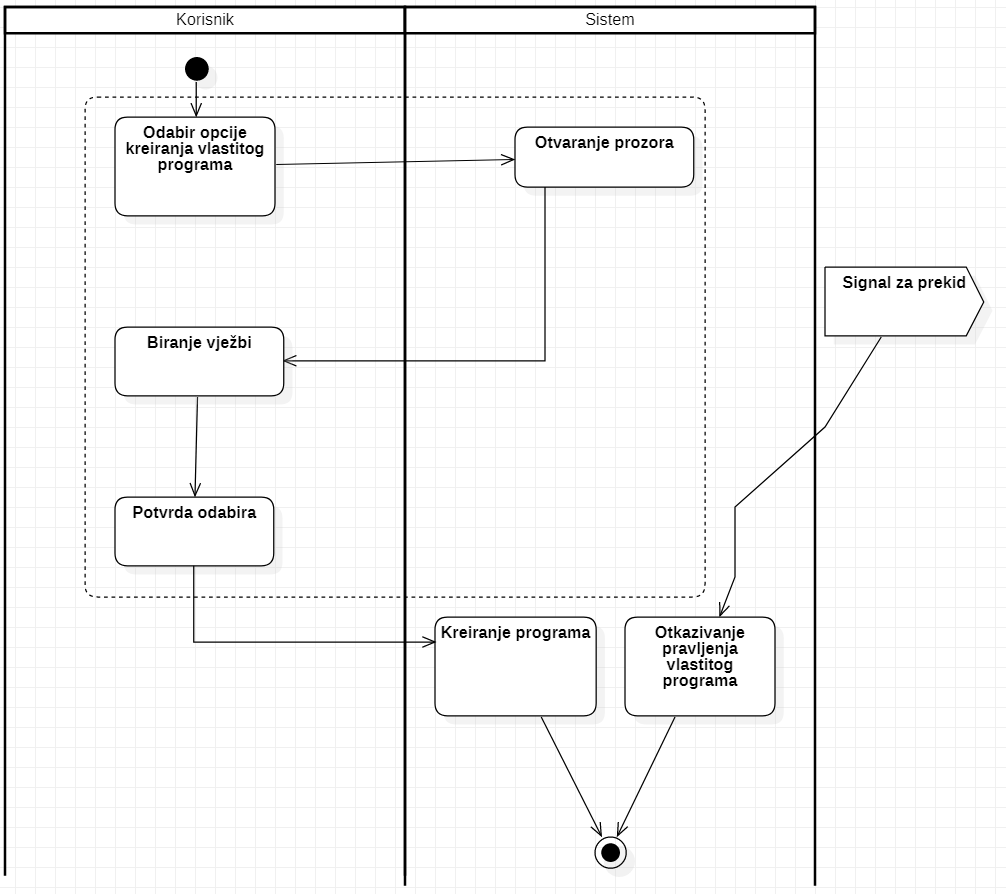 Korisnik
Sistem
Odabir opcije
kreiranja vlastitog
programa
Otvaranje prozora
Signal za prekid
Biranje vježbi
Potvrda odabira
Kreiranje programa
Otkazivanje
pravljenja
vlastitog
programa